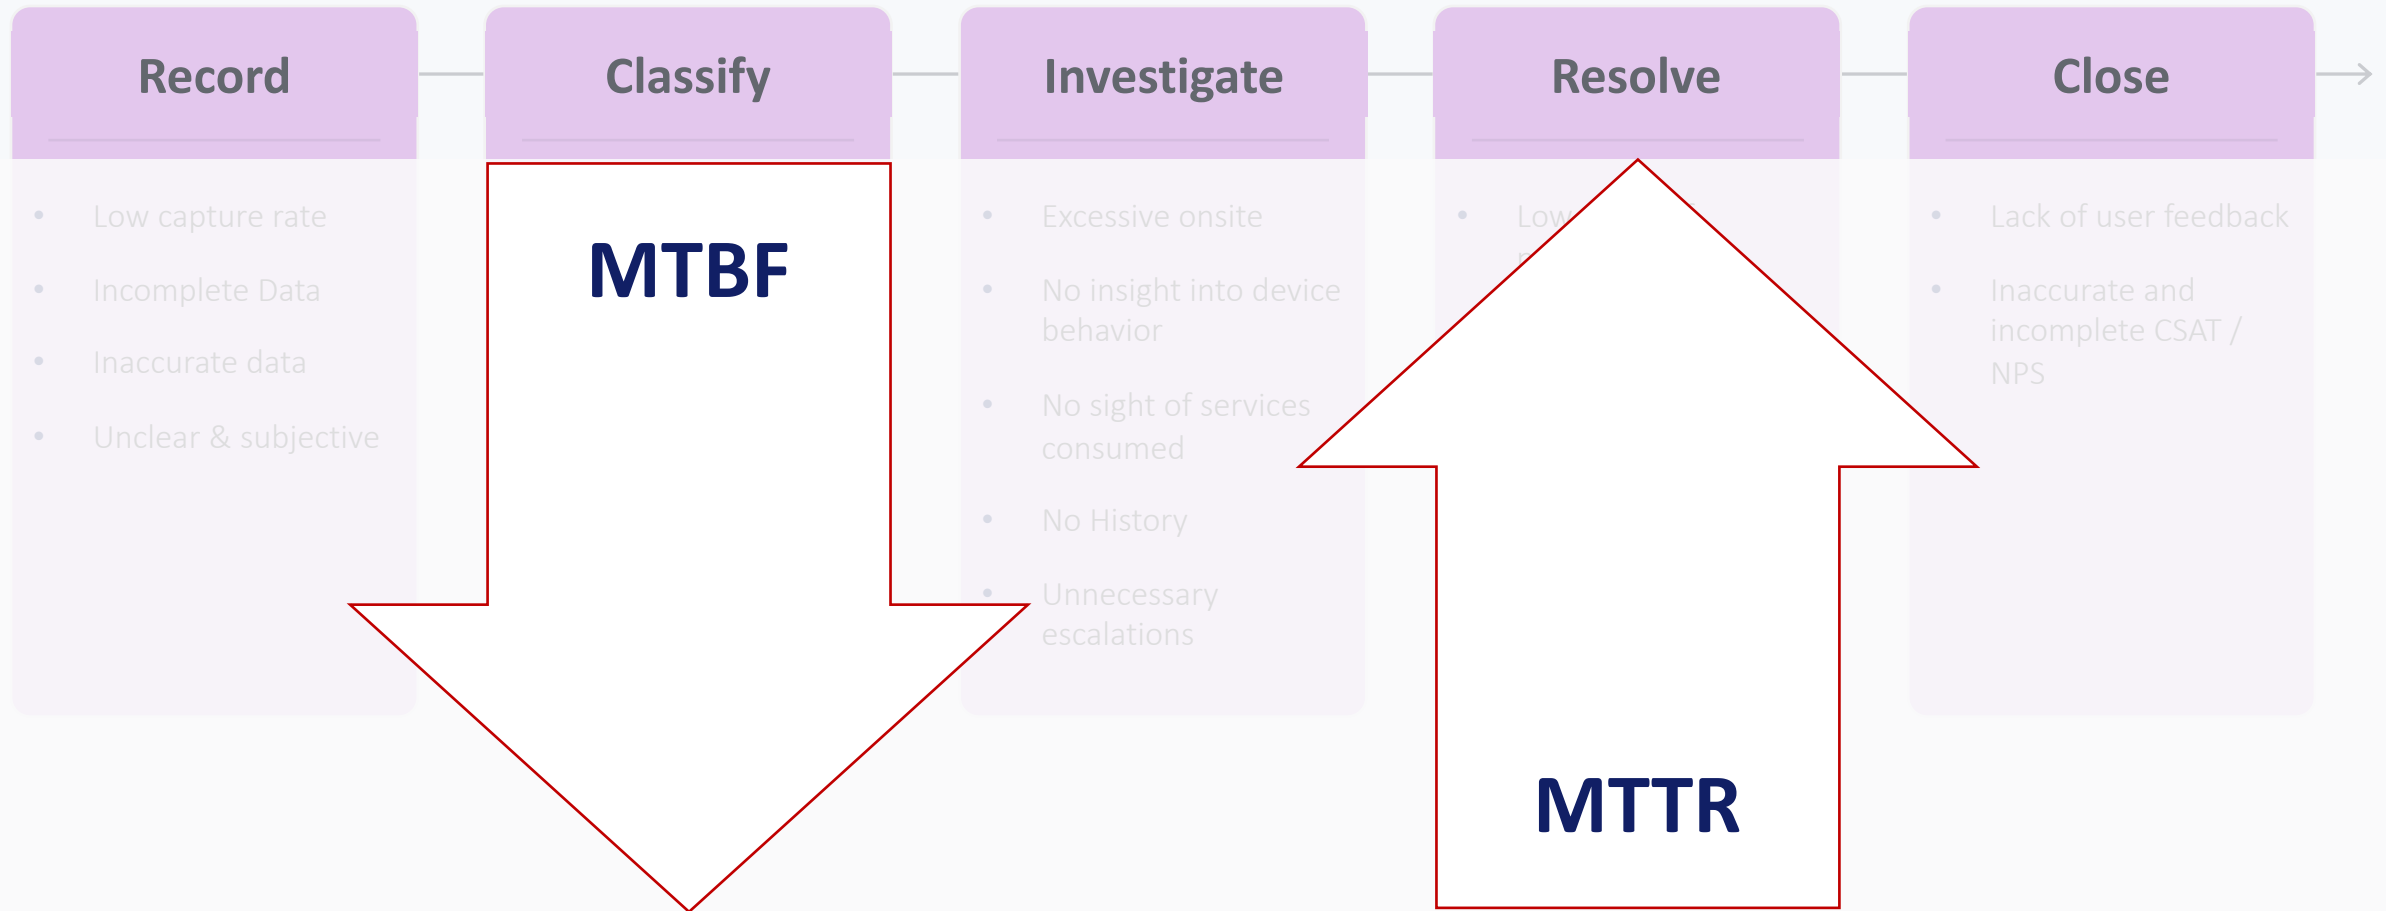 Record
Classify
Investigate
Resolve
Close
• Low capture rate
• Incomplete Data
• Inaccurate data
• Unclear & subjective
MTBF
• Excessive onsite
• No insight into device
behavior
• No sight of services
consumed
• No History
• Unnecessary
escalations
• Low
MTTR
• Lack of user feedback
• Inaccurate and
incomplete CSAT /
NPS